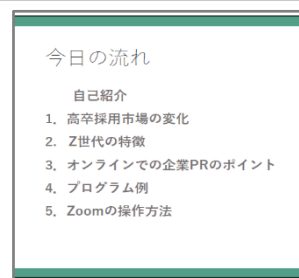 今日の流れ
自己紹介
1. 高卒採用市場の変化
2. Z世代の特徴
3. オンラインでの企業PRのポイント
4. プログラム例
5. Zoomの操作方法